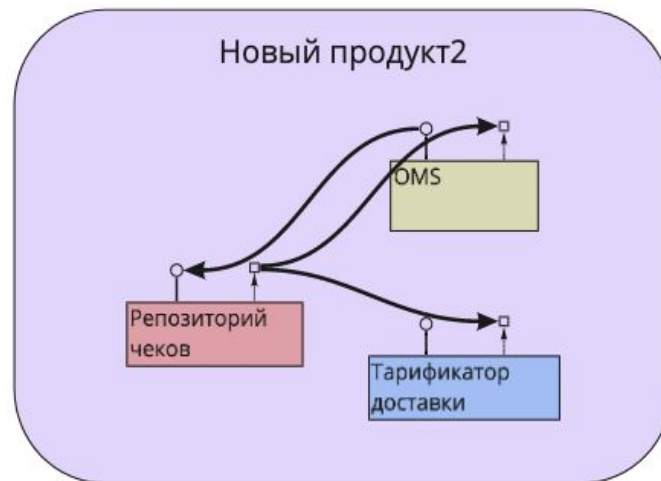 Новый продукт2
OMS
Репозиторий
чеков
Тарификатор
доставки